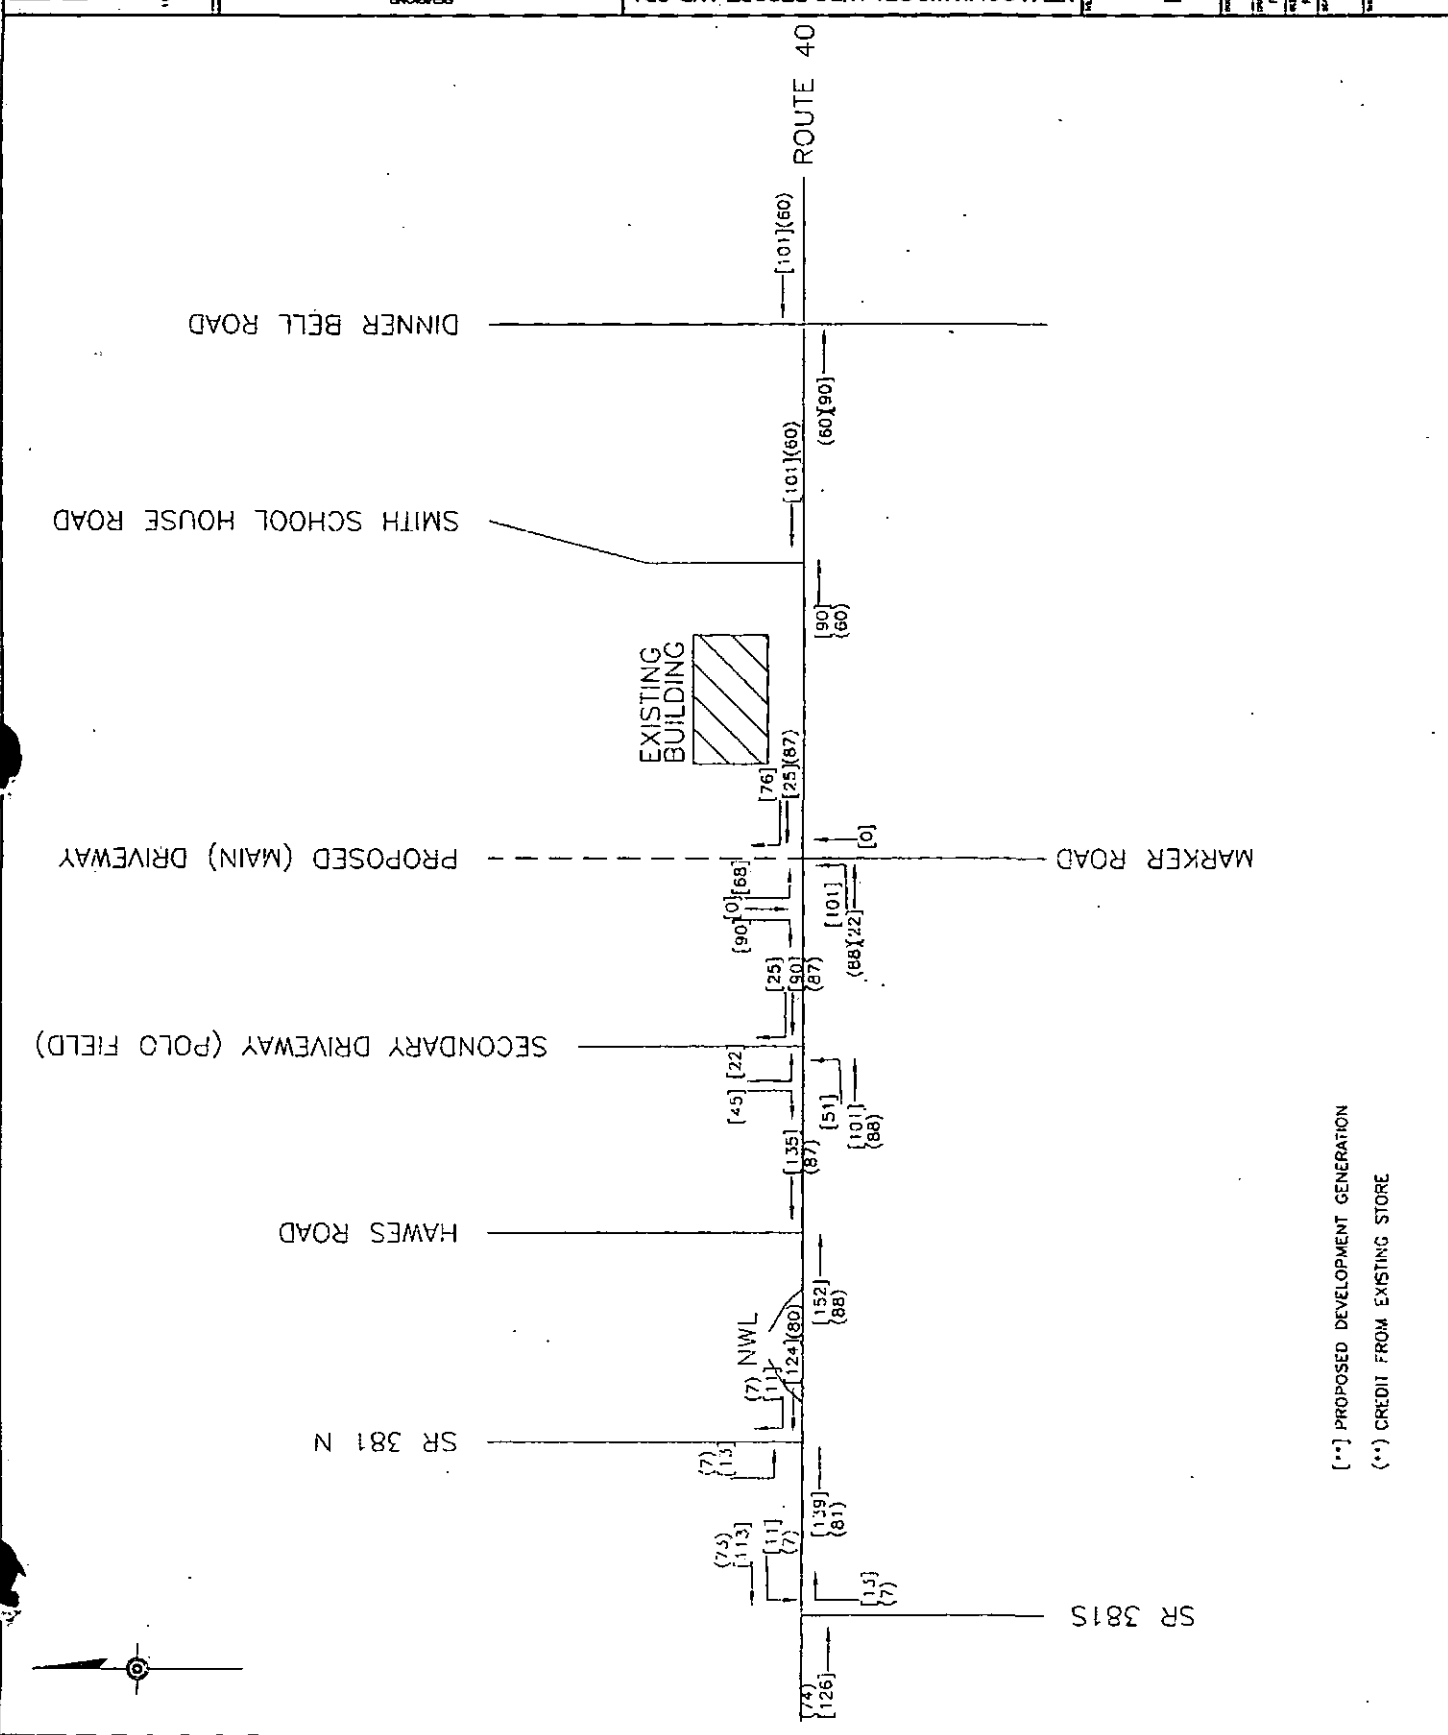 ROUTE 40
[101](60)
DINNER BELL ROAD
(60)[90]
[101](60)
SMITH SCHOOL HOUSE ROAD
[90]
(60)
EXISTING
BUILDING
[76]
[25](87)
PROPOSED (MAIN) DRIVEWAY
MARKER ROAD
[0]
[68]
[0]
[90]
[101]
(88)[22]
[25]
[90]
(87)
SECONDARY DRIVEWAY (POLO FIELD)
[22]
[45]
[51]
[101]
(88)
[135]
(87)
HAWES ROAD
[152]
(88)
NWL
[124](80)
(7)
[11]
SR 381 N
(7)
[13]
[139]
(81)
(73)
[113]
[11]
(7)
[13]
(7)
SR 381S
(74)
[126]
[**] PROPOSED DEVELOPMENT GENERATION
(**) CREDIT FROM EXISTING STORE